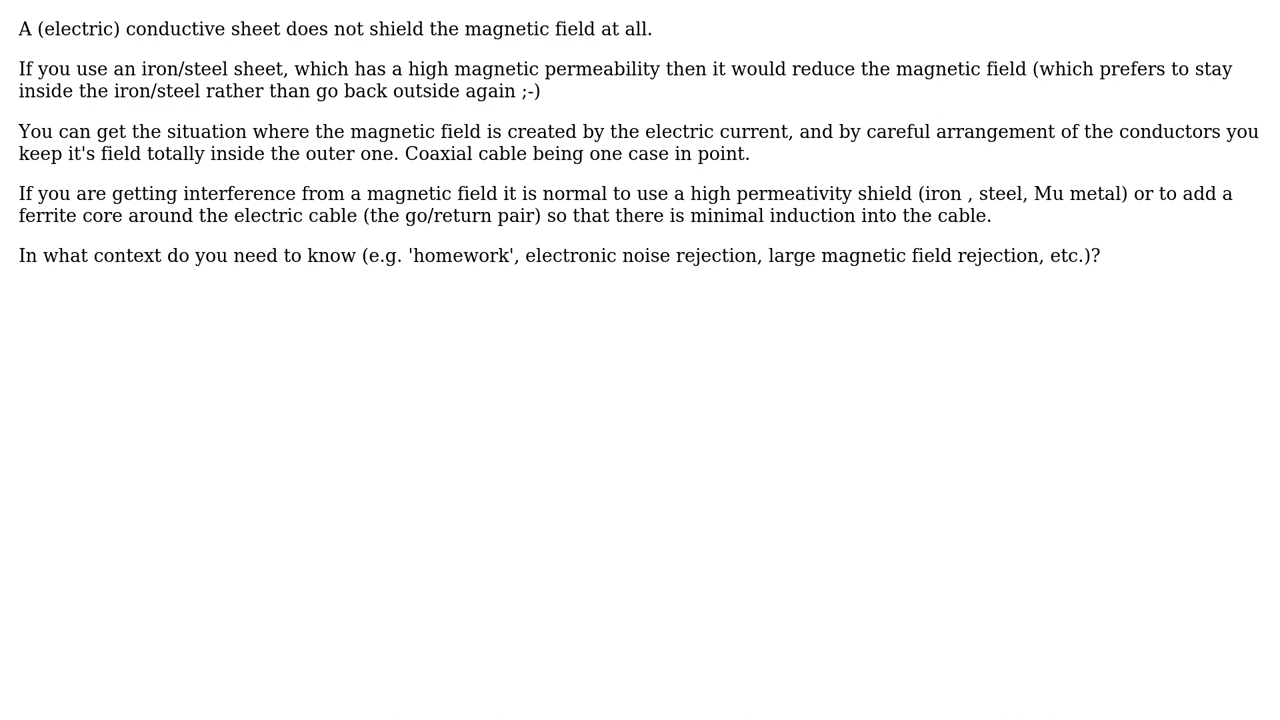 A (electric) conductive sheet does not shield the magnetic field at all.
If you use an iron/steel sheet, which has a high magnetic permeability then it would reduce the magnetic field (which prefers to stay
inside the iron/steel rather than go back outside again ;-)
You can get the situation where the magnetic field is created by the electric current, and by careful arrangement of the conductors you
keep it's field totally inside the outer one. Coaxial cable being one case in point.
If you are getting interference from a magnetic field it is normal to use a high permeativity shield (iron , steel, Mu metal) or to add a
ferrite core around the electric cable (the go/return pair) so that there is minimal induction into the cable.
In what context do you need to know (e.g. 'homework', electronic noise rejection, large magnetic field rejection, etc.)?